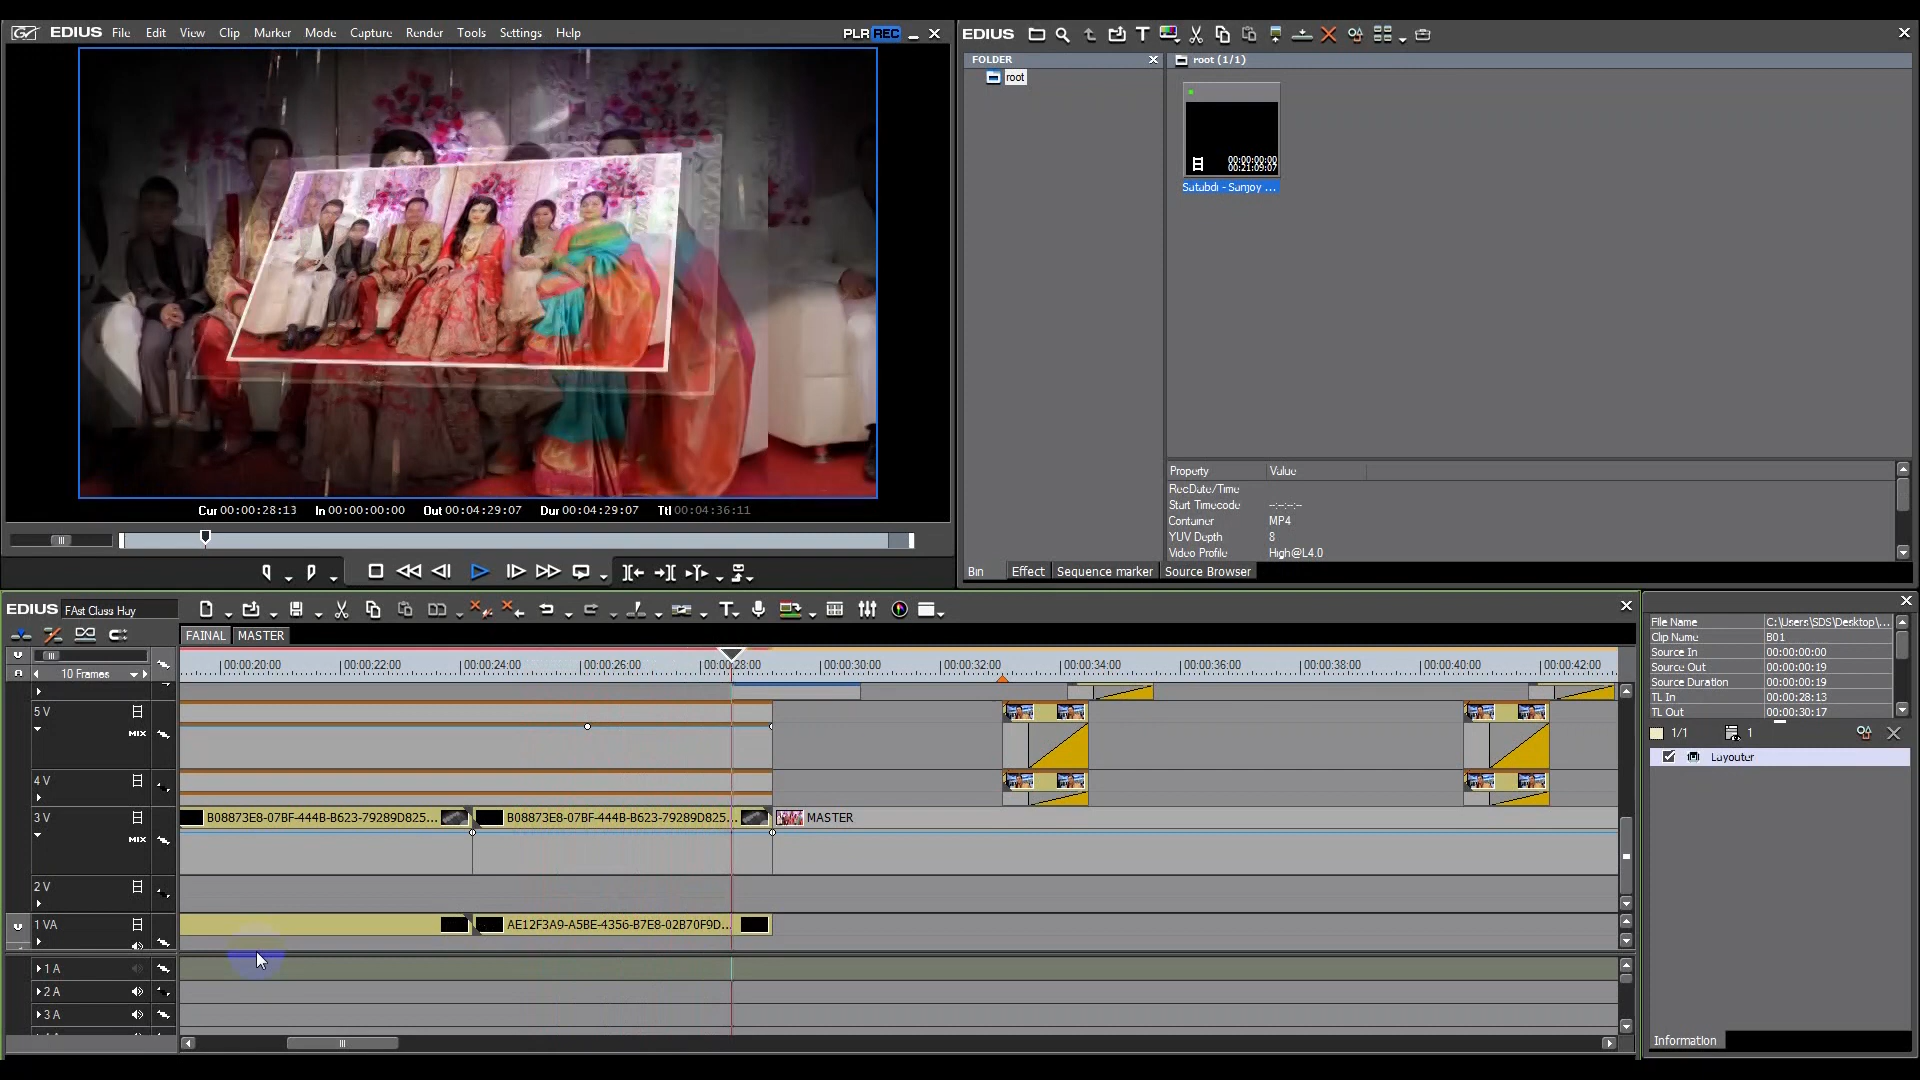 EDIUS File Edit View Clip Marker Mode Capture Render Tools Settings Help
PLR REC
Cur 00:00:28:13 In 00:00:00:00 Out 00:04:29:07 Dur 00:04:29:07 Ttl 00:04:36:11
EDIUS
FOLDER
root
root (1/1)
00:00:00:00
00:21:09:07
Satabdi - Sanjoy ...
Property Value
RecDate/Time
Start Timecode --:--:--:--
Container MP4
YUV Depth 8
Video Profile High@L4.0
Bin Effect Sequence marker Source Browser
EDIUS FAst Class Hay
FAINAL MASTER
00:00:20:00 00:00:22:00 00:00:24:00 00:00:26:00 00:00:28:00 00:00:30:00 00:00:32:00 00:00:34:00 00:00:36:00 00:00:38:00 00:00:40:00 00:00:42:00
10 Frames
5 V
MIX
4 V
3 V B08873E8-07BF-444B-B623-79289D825... B08873E8-07BF-444B-B623-79289D825... MASTER
MIX
2 V
1 VA AE12F3A9-A5BE-4356-B7E8-02B70F9D...
1 A
2 A
3 A
File Name C:\Users\SDS\Desktop\...
Clip Name B01
Source In 00:00:00:00
Source Out 00:00:00:19
Source Duration 00:00:00:19
TL In 00:00:28:13
TL Out 00:00:30:17
1/1 1
Layouter
Information